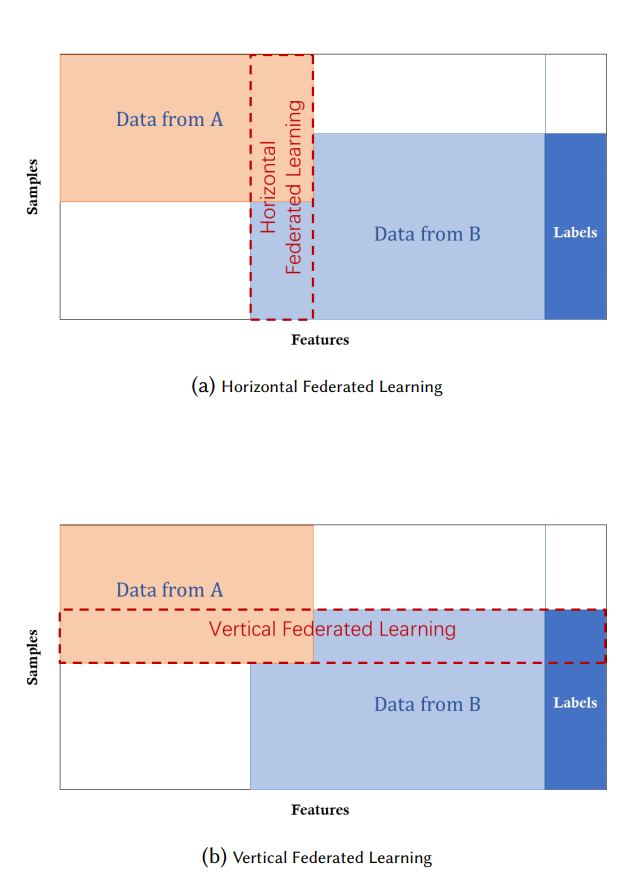 Data from A
Samples
Horizontal
Federated Learning
Data from B
Labels
Features
(a) Horizontal Federated Learning
Data from A
Vertical Federated Learning
Samples
Data from B
Labels
Features
(b) Vertical Federated Learning